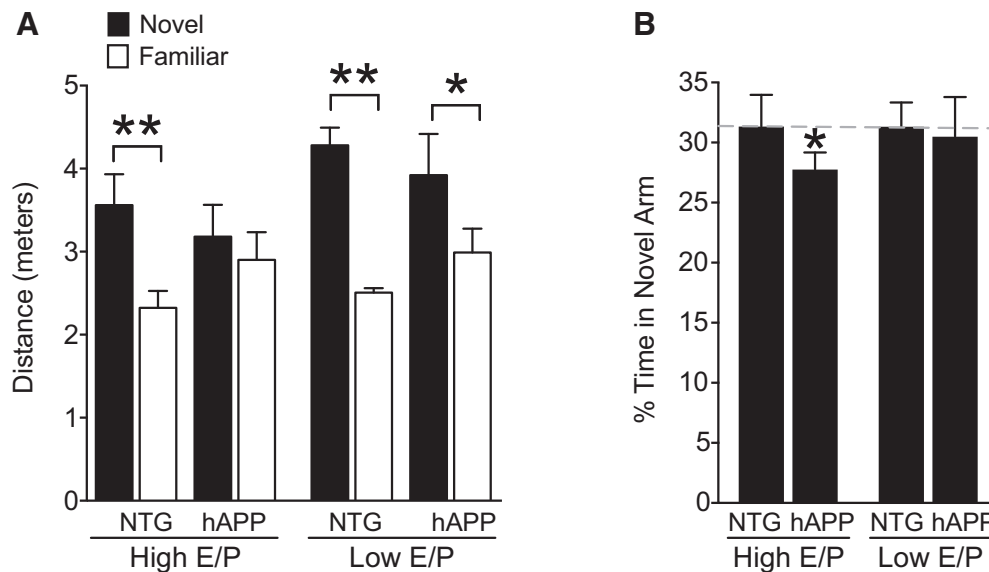 A
Novel
Familiar
Distance (meters)
5
4
3
2
1
0
**
**
*
NTG hAPP NTG hAPP
High E/P Low E/P
B
% Time in Novel Arm
35
30
25
20
15
10
5
0
*
NTG hAPP NTG hAPP
High E/P Low E/P